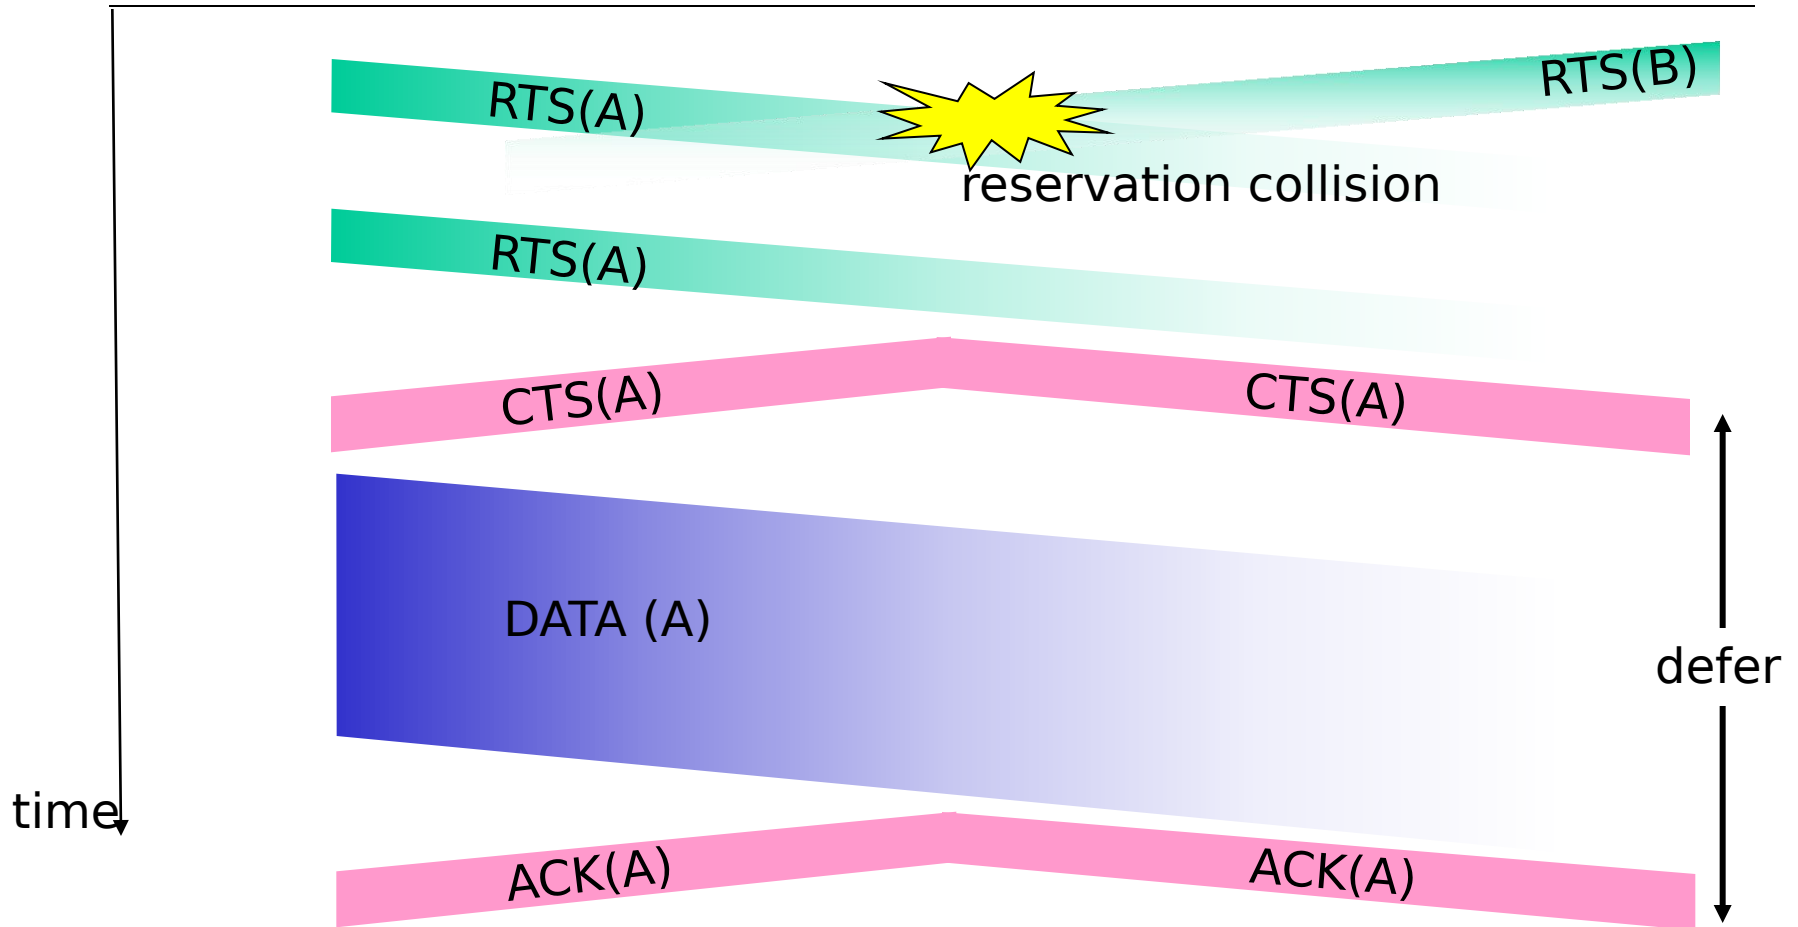 RTS(A)
RTS(B)
reservation collision
RTS(A)
CTS(A)
CTS(A)
DATA (A)
defer
time
ACK(A)
ACK(A)